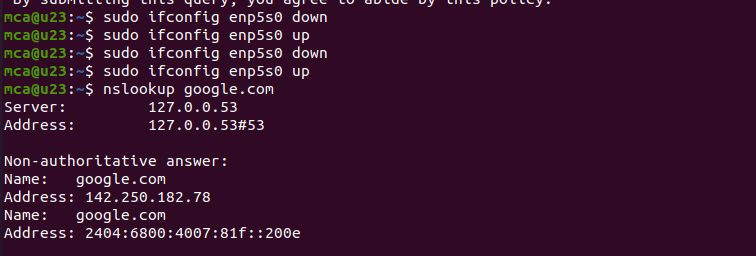 By submitting this query, you agree to abide by this policy.
mca@u23:~$ sudo ifconfig enp5s0 down
mca@u23:~$ sudo ifconfig enp5s0 up
mca@u23:~$ sudo ifconfig enp5s0 down
mca@u23:~$ sudo ifconfig enp5s0 up
mca@u23:~$ nslookup google.com
Server:         127.0.0.53
Address:        127.0.0.53#53

Non-authoritative answer:
Name:   google.com
Address: 142.250.182.78
Name:   google.com
Address: 2404:6800:4007:81f::200e